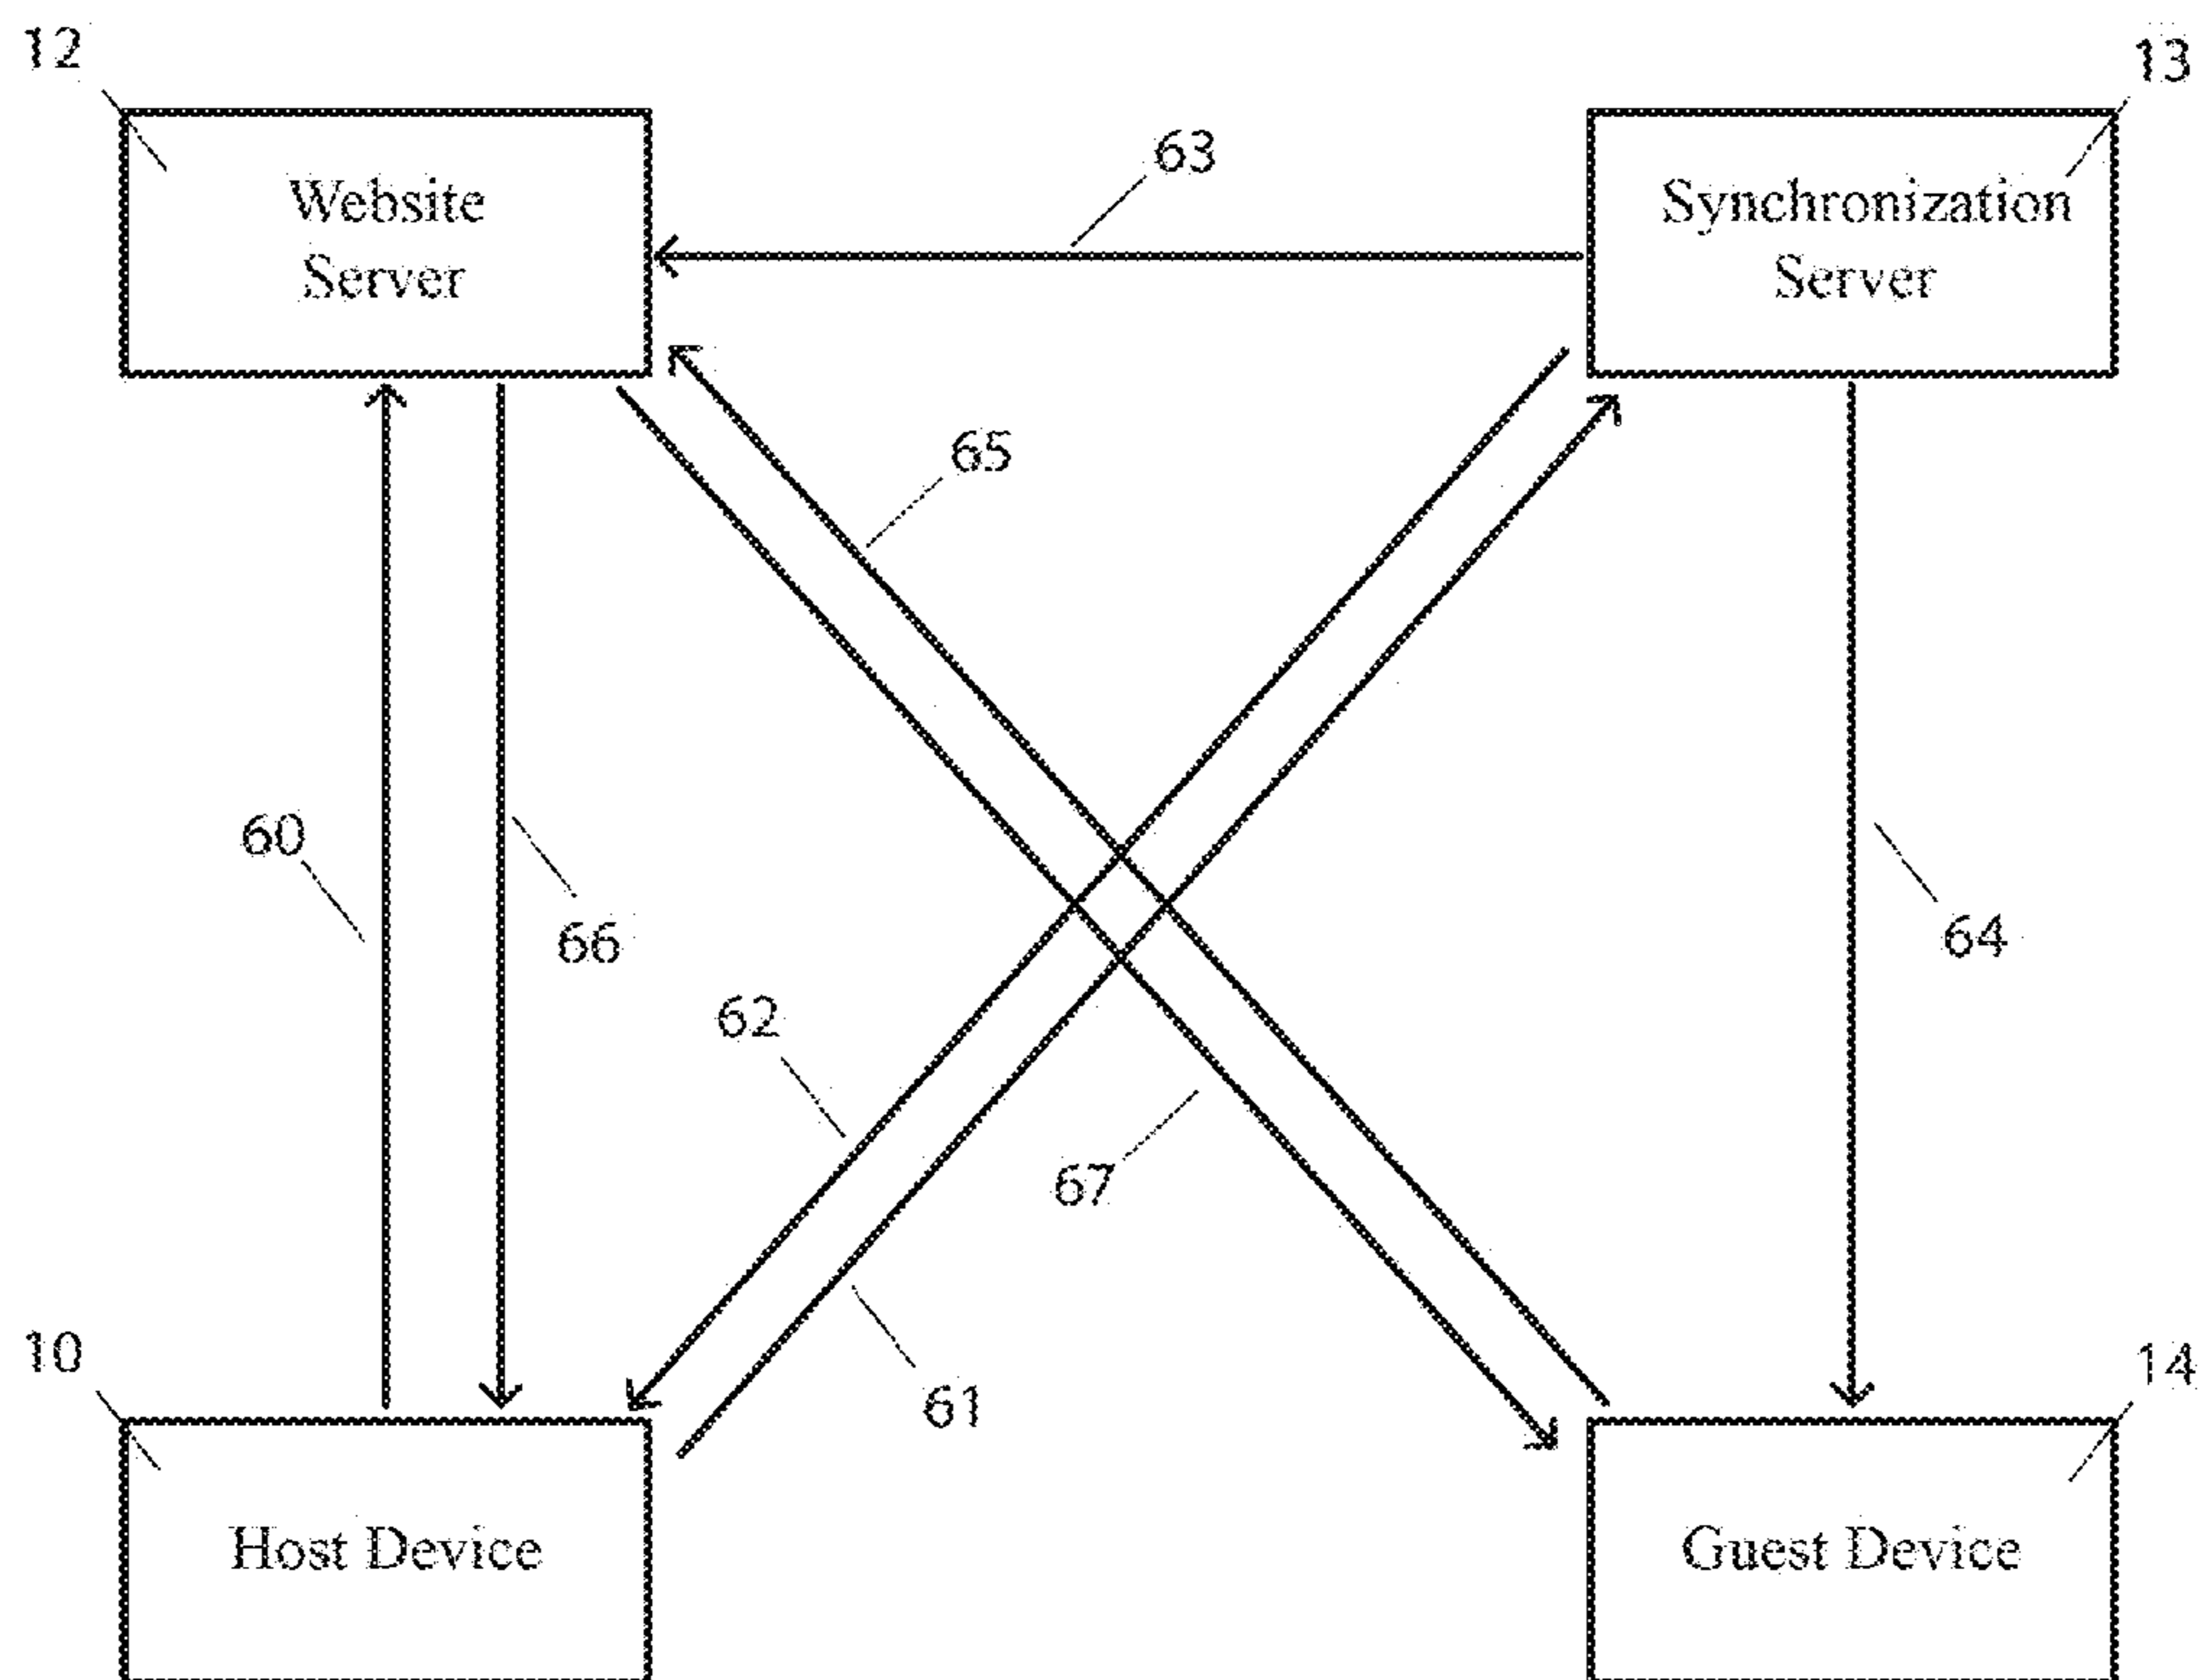 12
13
63
Website
Server
Synchronization
Server
65
60
66
64
62
67
61
10
14
Host Device
Guest Device